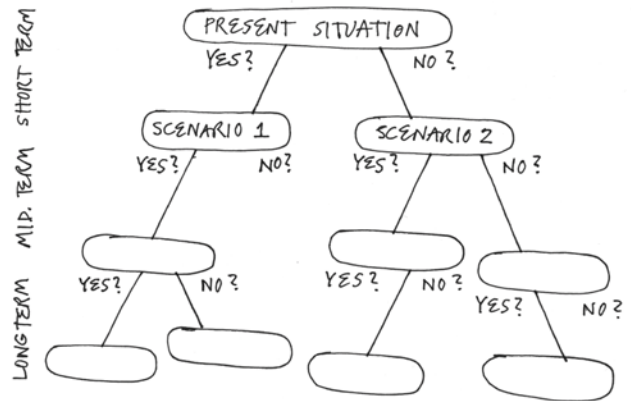 PRESENT SITUATION
YES?
NO?
SCENARIO 1
SCENARIO 2
YES?
NO?
YES?
NO?
YES?
NO?
YES?
NO?
YES?
NO?
SHORT TERM
MID. TERM
LONG TERM